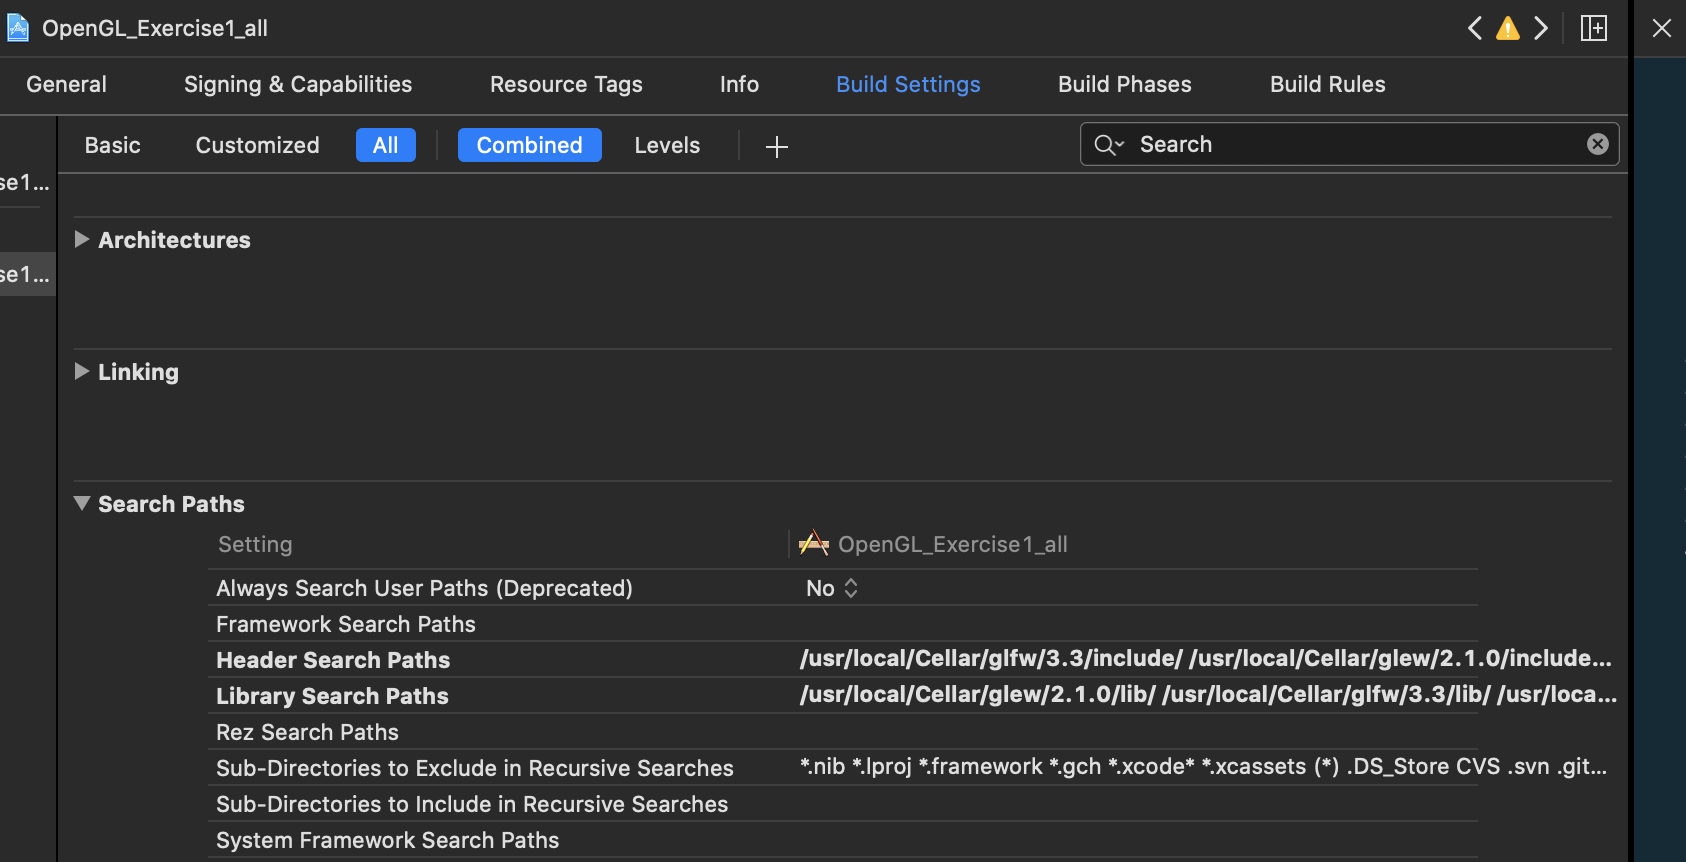 OpenGL_Exercise1_all
General Signing & Capabilities Resource Tags Info Build Settings Build Phases Build Rules
Basic Customized All Combined Levels + Search
se1...
Architectures
se1...
Linking
Search Paths
Setting OpenGL_Exercise1_all
Always Search User Paths (Deprecated) No
Framework Search Paths
Header Search Paths /usr/local/Cellar/glfw/3.3/include/ /usr/local/Cellar/glew/2.1.0/include...
Library Search Paths /usr/local/Cellar/glew/2.1.0/lib/ /usr/local/Cellar/glfw/3.3/lib/ /usr/loca...
Rez Search Paths
Sub-Directories to Exclude in Recursive Searches *.nib *.lproj *.framework *.gch *.xcode* *.xcassets (*) .DS_Store CVS .svn .git...
Sub-Directories to Include in Recursive Searches
System Framework Search Paths